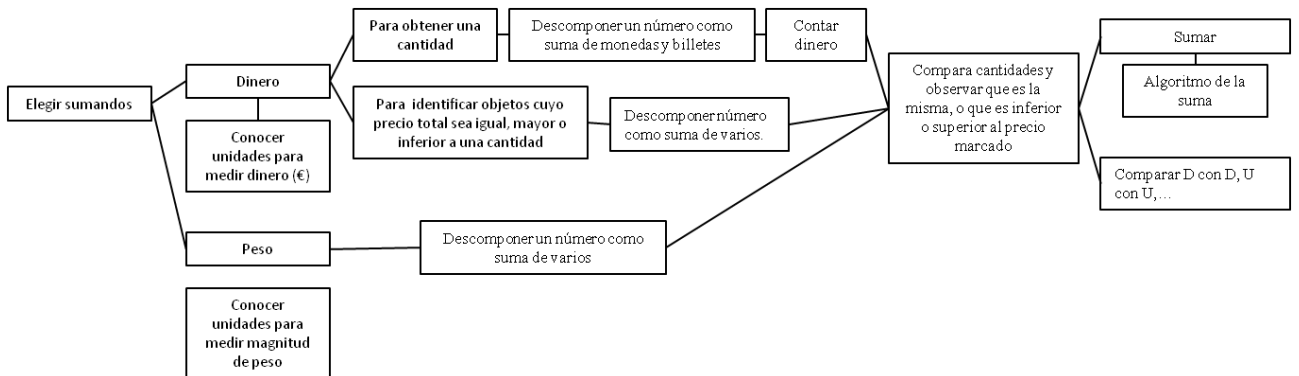 Elegir sumandos
Dinero
Conocer
unidades para
medir dinero (€)
Peso
Conocer
unidades para
medir magnitud
de peso
Para obtener una
cantidad
Descomponer un número como
suma de monedas y billetes
Contar
dinero
Para identificar objetos cuyo
precio total sea igual, mayor o
inferior a una cantidad
Descomponer número
como suma de varios.
Descomponer un número como
suma de varios
Compara cantidades y
observar que es la
misma, o que es inferior
o superior al precio
marcado
Sumar
Algoritmo de la
suma
Comparar D con D, U
con U,...